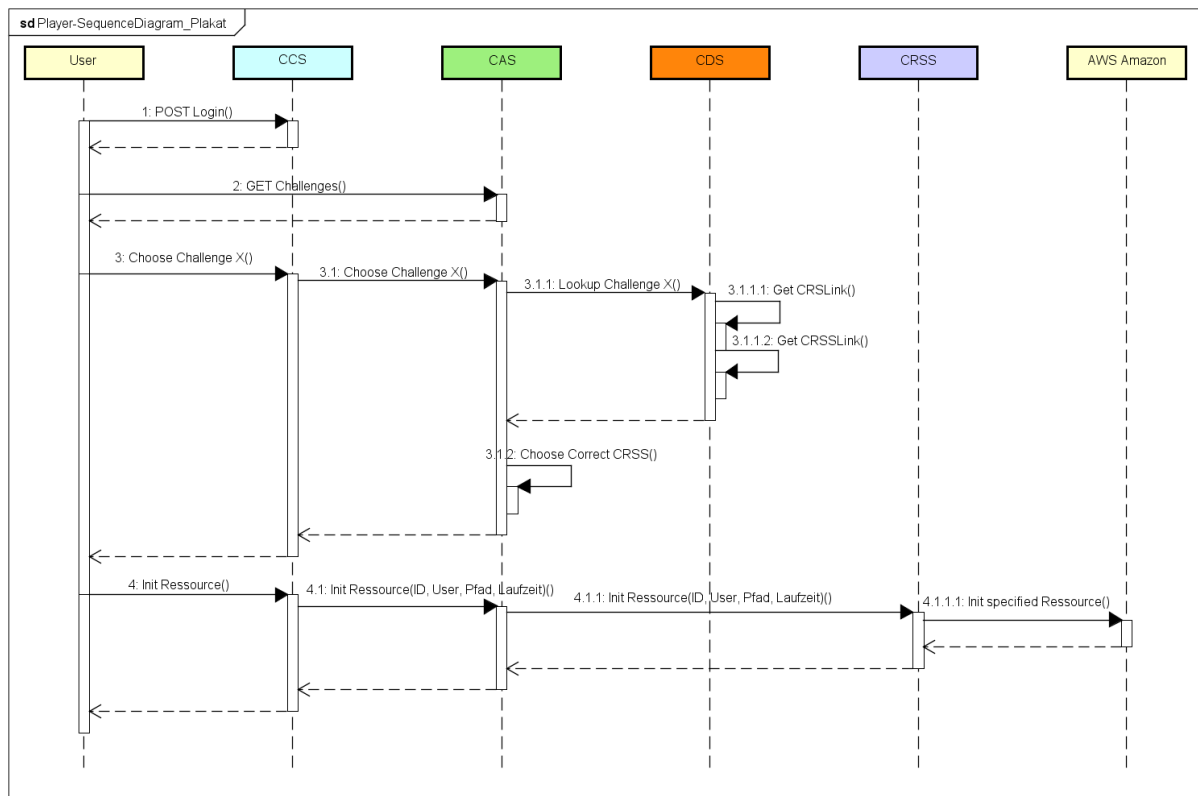 sd Player-SequenceDiagram_Plakat
User
CCS
CAS
CDS
CRSS
AWS Amazon
1: POST Login()
2: GET Challenges()
3: Choose Challenge X()
3.1: Choose Challenge X()
3.1.1: Lookup Challenge X()
3.1.1.1: Get CRSLink()
3.1.1.2: Get CRSSLink()
3.1.2: Choose Correct CRSS()
4: Init Ressource()
4.1: Init Ressource(ID, User, Pfad, Laufzeit)()
4.1.1: Init Ressource(ID, User, Pfad, Laufzeit)()
4.1.1.1: Init specified Ressource()